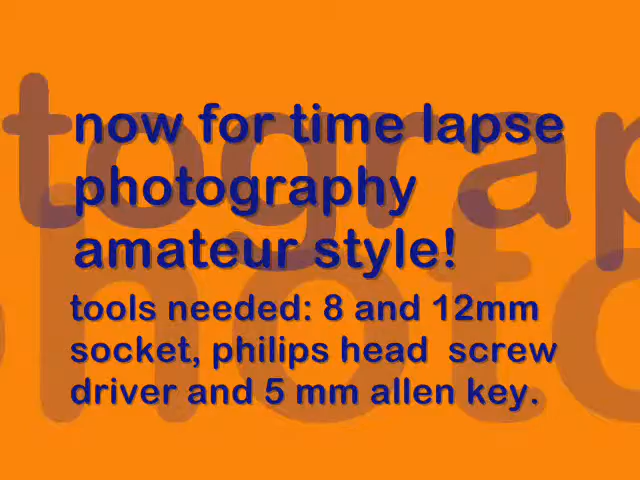 now for time lapse
photography
amateur style!
tools needed: 8 and 12mm
socket, philips head  screw
driver and 5 mm allen key.